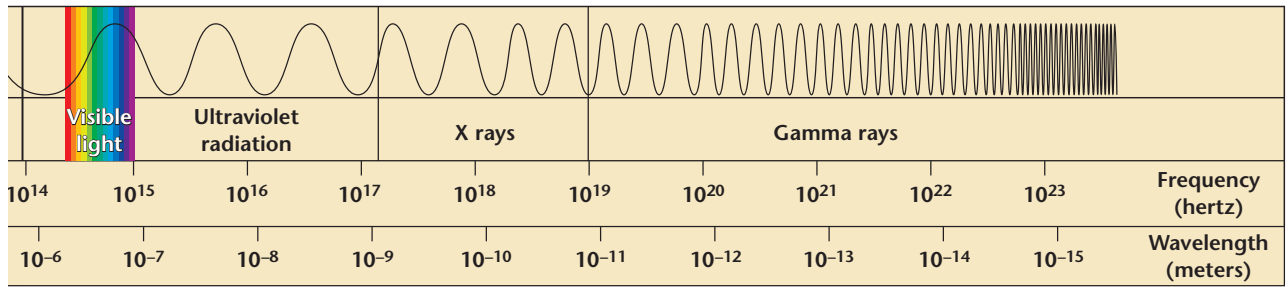 Visible
light
Ultraviolet
radiation
X rays
Gamma rays
10¹⁴ 10¹⁵ 10¹⁶ 10¹⁷ 10¹⁸ 10¹⁹ 10²⁰ 10²¹ 10²² 10²³ Frequency
(hertz)
10⁻⁶ 10⁻⁷ 10⁻⁸ 10⁻⁹ 10⁻¹⁰ 10⁻¹¹ 10⁻¹² 10⁻¹³ 10⁻¹⁴ 10⁻¹⁵ Wavelength
(meters)